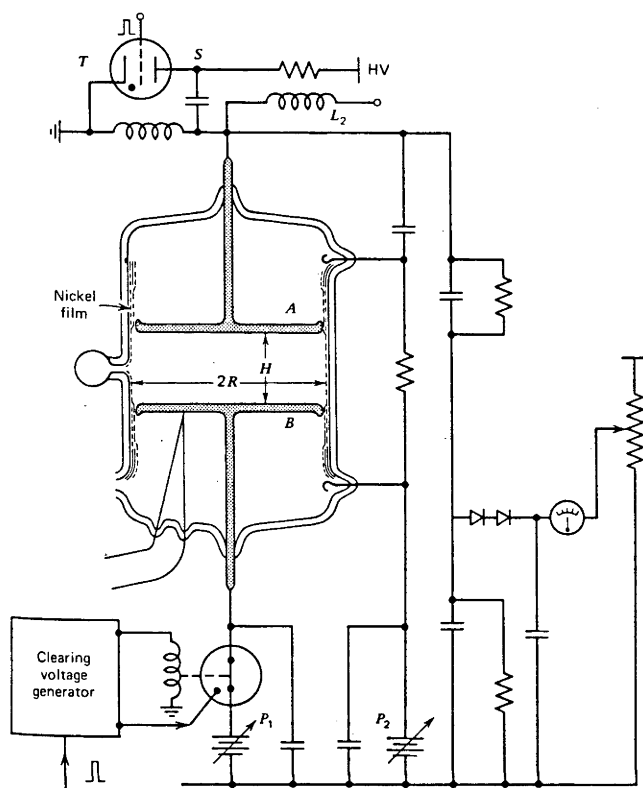 T
S
HV
L₂
Nickel
film
A
H
2R
B
Clearing
voltage
generator
P₁
P₂